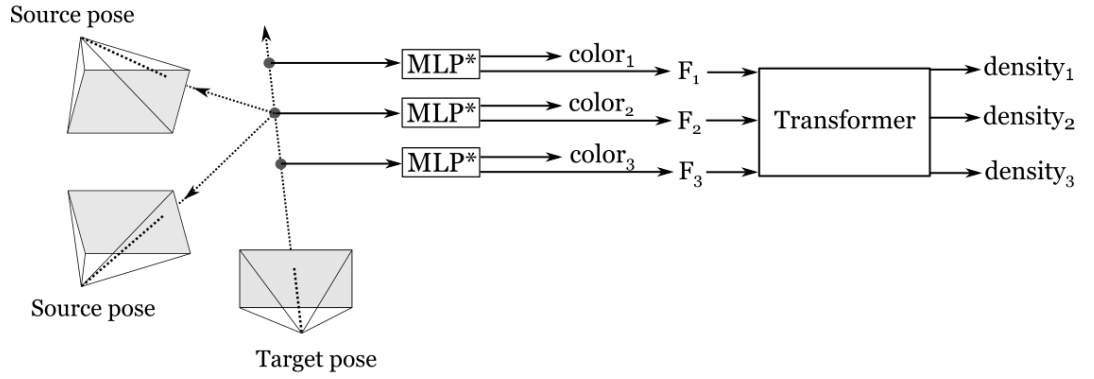 Source pose
MLP* color₁
F₁
density₁
MLP* color₂
F₂
Transformer
density₂
MLP* color₃
F₃
density₃
Source pose
Target pose